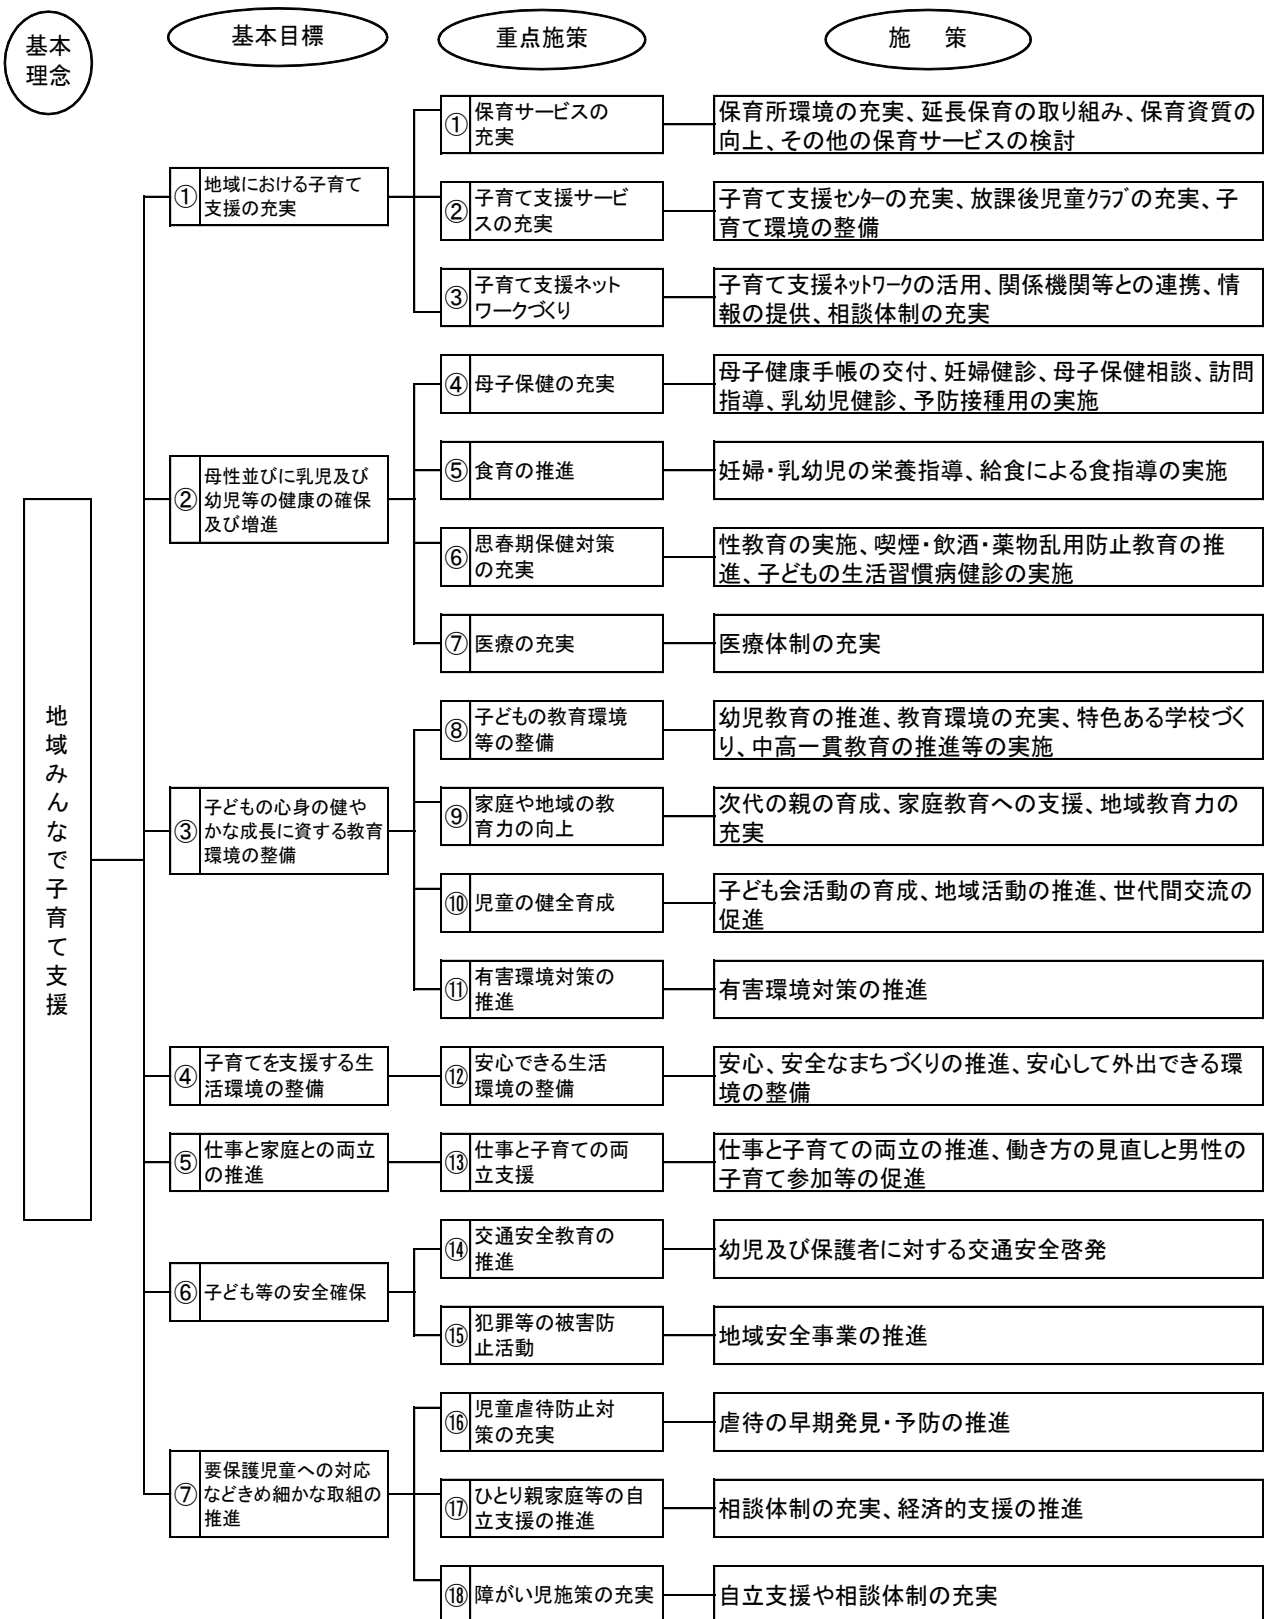 基本
理念
基本目標
重点施策
施　策
地域みんなで子育て支援
①
地域における子育て
支援の充実
①
保育サービスの
充実
保育所環境の充実、延長保育の取り組み、保育資質の
向上、その他の保育サービスの検討
②
子育て支援サービ
スの充実
子育て支援センターの充実、放課後児童クラブの充実、子
育て環境の整備
③
子育て支援ネット
ワークづくり
子育て支援ネットワークの活用、関係機関等との連携、情
報の提供、相談体制の充実
②
母性並びに乳児及び
幼児等の健康の確保
及び増進
④
母子保健の充実
母子健康手帳の交付、妊婦健診、母子保健相談、訪問
指導、乳幼児健診、予防接種用の実施
⑤
食育の推進
妊婦・乳幼児の栄養指導、給食による食指導の実施
⑥
思春期保健対策
の充実
性教育の実施、喫煙・飲酒・薬物乱用防止教育の推
進、子どもの生活習慣病健診の実施
⑦
医療の充実
医療体制の充実
③
子どもの心身の健や
かな成長に資する教育
環境の整備
⑧
子どもの教育環境
等の整備
幼児教育の推進、教育環境の充実、特色ある学校づく
り、中高一貫教育の推進等の実施
⑨
家庭や地域の教
育力の向上
次代の親の育成、家庭教育への支援、地域教育力の
充実
⑩
児童の健全育成
子ども会活動の育成、地域活動の推進、世代間交流の
促進
⑪
有害環境対策の
推進
有害環境対策の推進
④
子育てを支援する生
活環境の整備
⑫
安心できる生活
環境の整備
安心、安全なまちづくりの推進、安心して外出できる環
境の整備
⑤
仕事と家庭との両立
の推進
⑬
仕事と子育ての両
立支援
仕事と子育ての両立の推進、働き方の見直しと男性の
子育て参加等の促進
⑥
子ども等の安全確保
⑭
交通安全教育の
推進
幼児及び保護者に対する交通安全啓発
⑮
犯罪等の被害防
止活動
地域安全事業の推進
⑦
要保護児童への対応
などきめ細かな取組の
推進
⑯
児童虐待防止対
策の充実
虐待の早期発見・予防の推進
⑰
ひとり親家庭等の自
立支援の推進
相談体制の充実、経済的支援の推進
⑱
障がい児施策の充実
自立支援や相談体制の充実